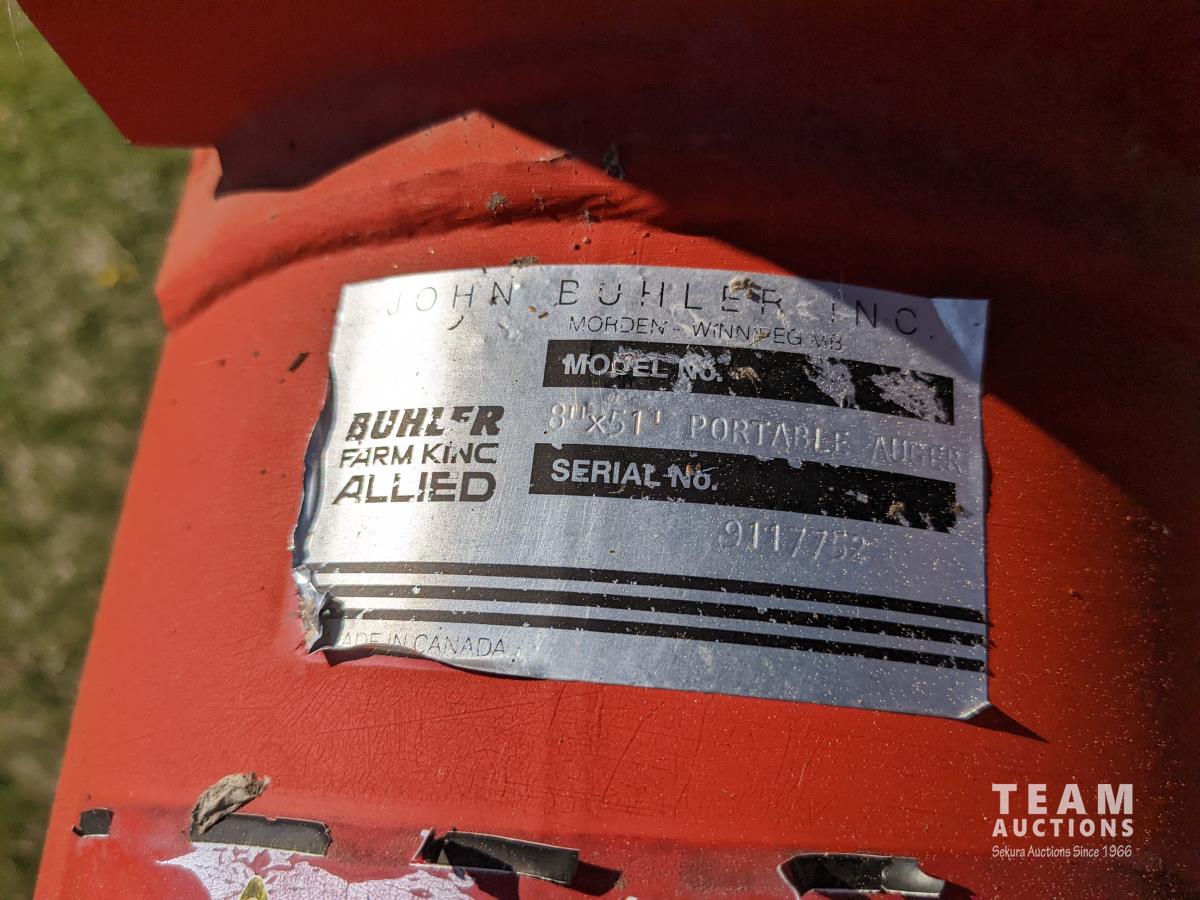 JOHN BUHLER INC
MORDEN - WINNIPEG MB
MODEL No.
8"x51' PORTABLE AUGER
BUHLER
FARM KING
ALLIED
SERIAL No.
9117752
MADE IN CANADA
TEAM
AUCTIONS
Sekura Auctions Since 1966